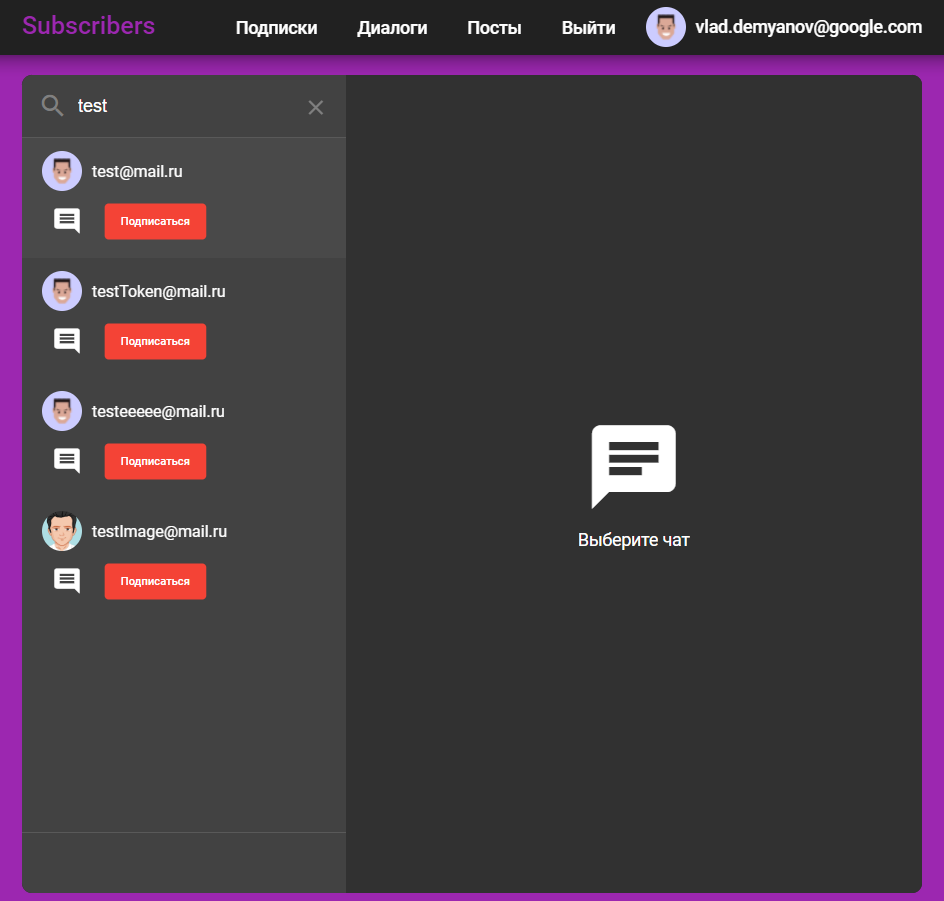 Subscribers
Подписки
Диалоги
Посты
Выйти
vlad.demyanov@google.com
test
test@mail.ru
Подписаться
testToken@mail.ru
Подписаться
testeeeee@mail.ru
Подписаться
testImage@mail.ru
Подписаться
Выберите чат